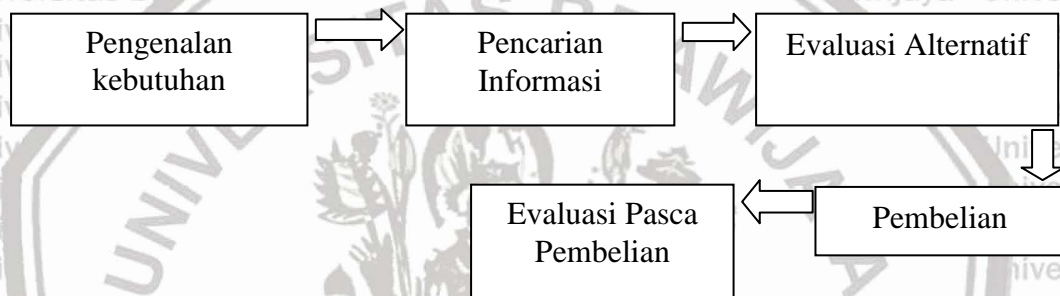 Pengenalan
kebutuhan
Pencarian
Informasi
Evaluasi Alternatif
Pembelian
Evaluasi Pasca
Pembelian